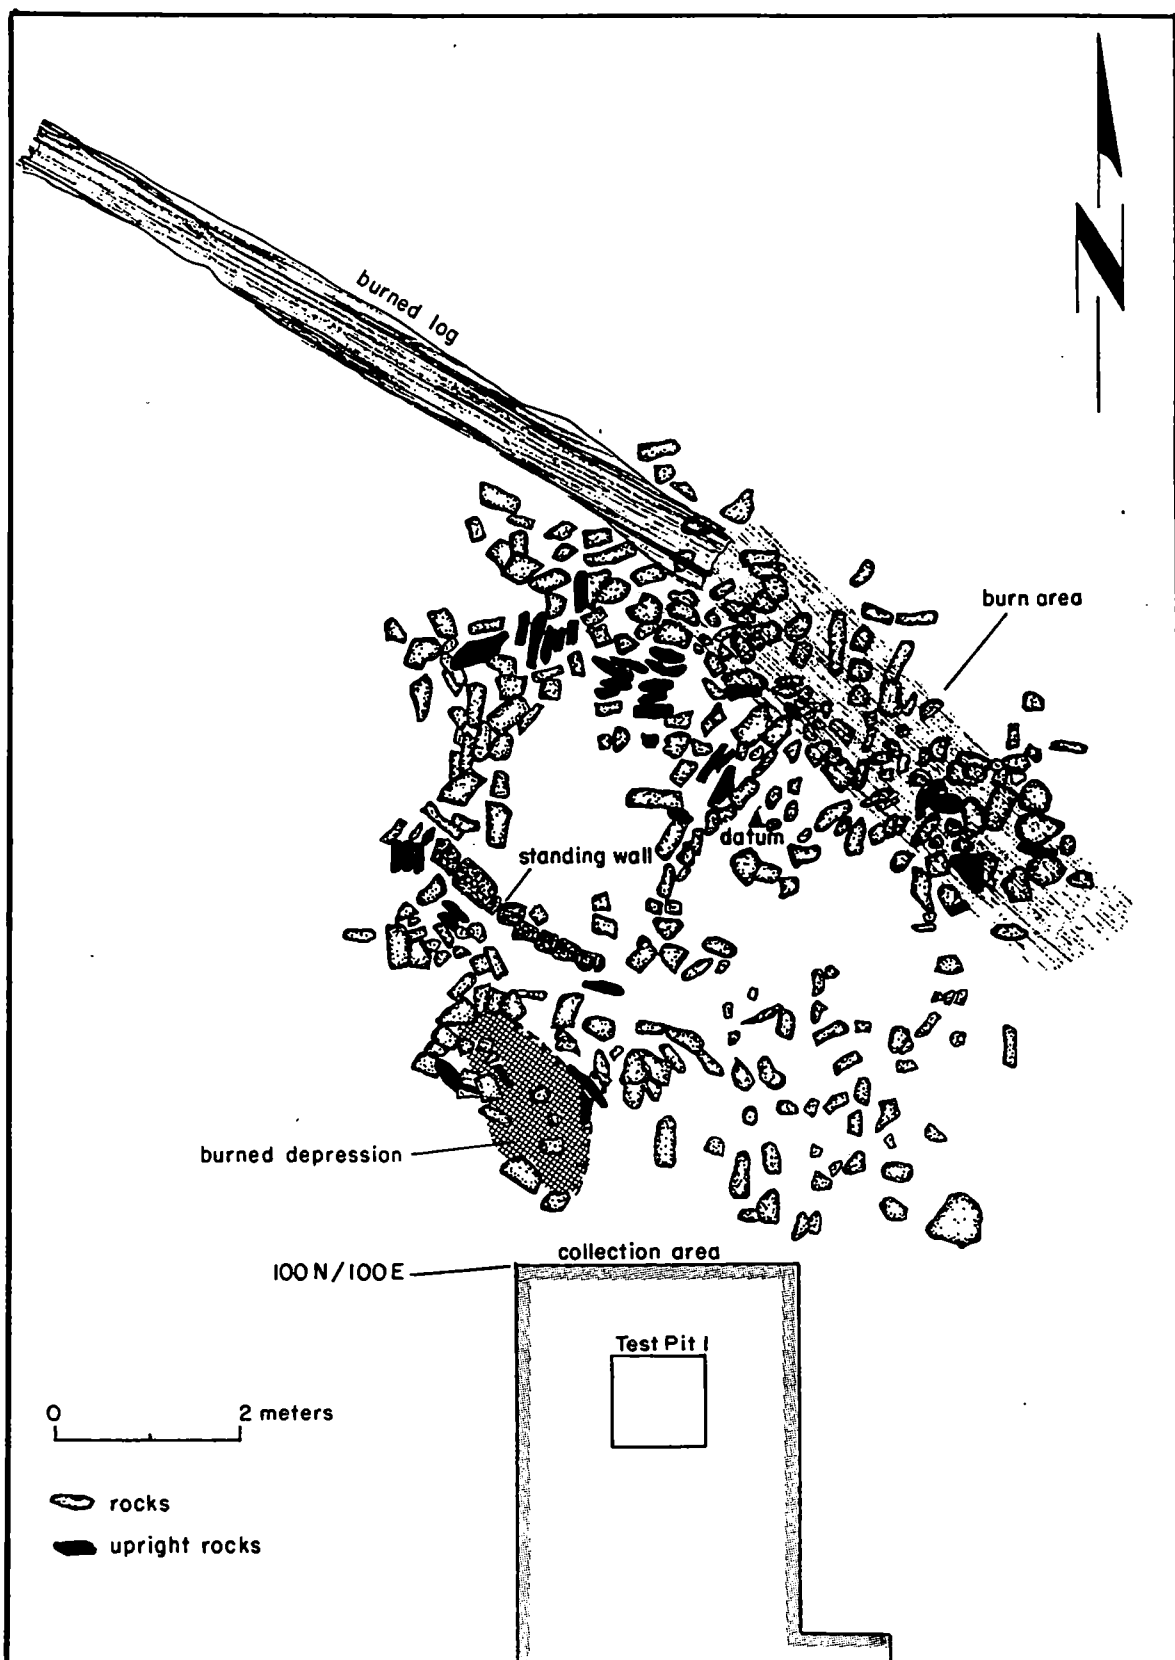 N
burned log
burn area
standing wall
datum
burned depression
collection area
100 N/100 E
Test Pit 1
0 2 meters
rocks
upright rocks